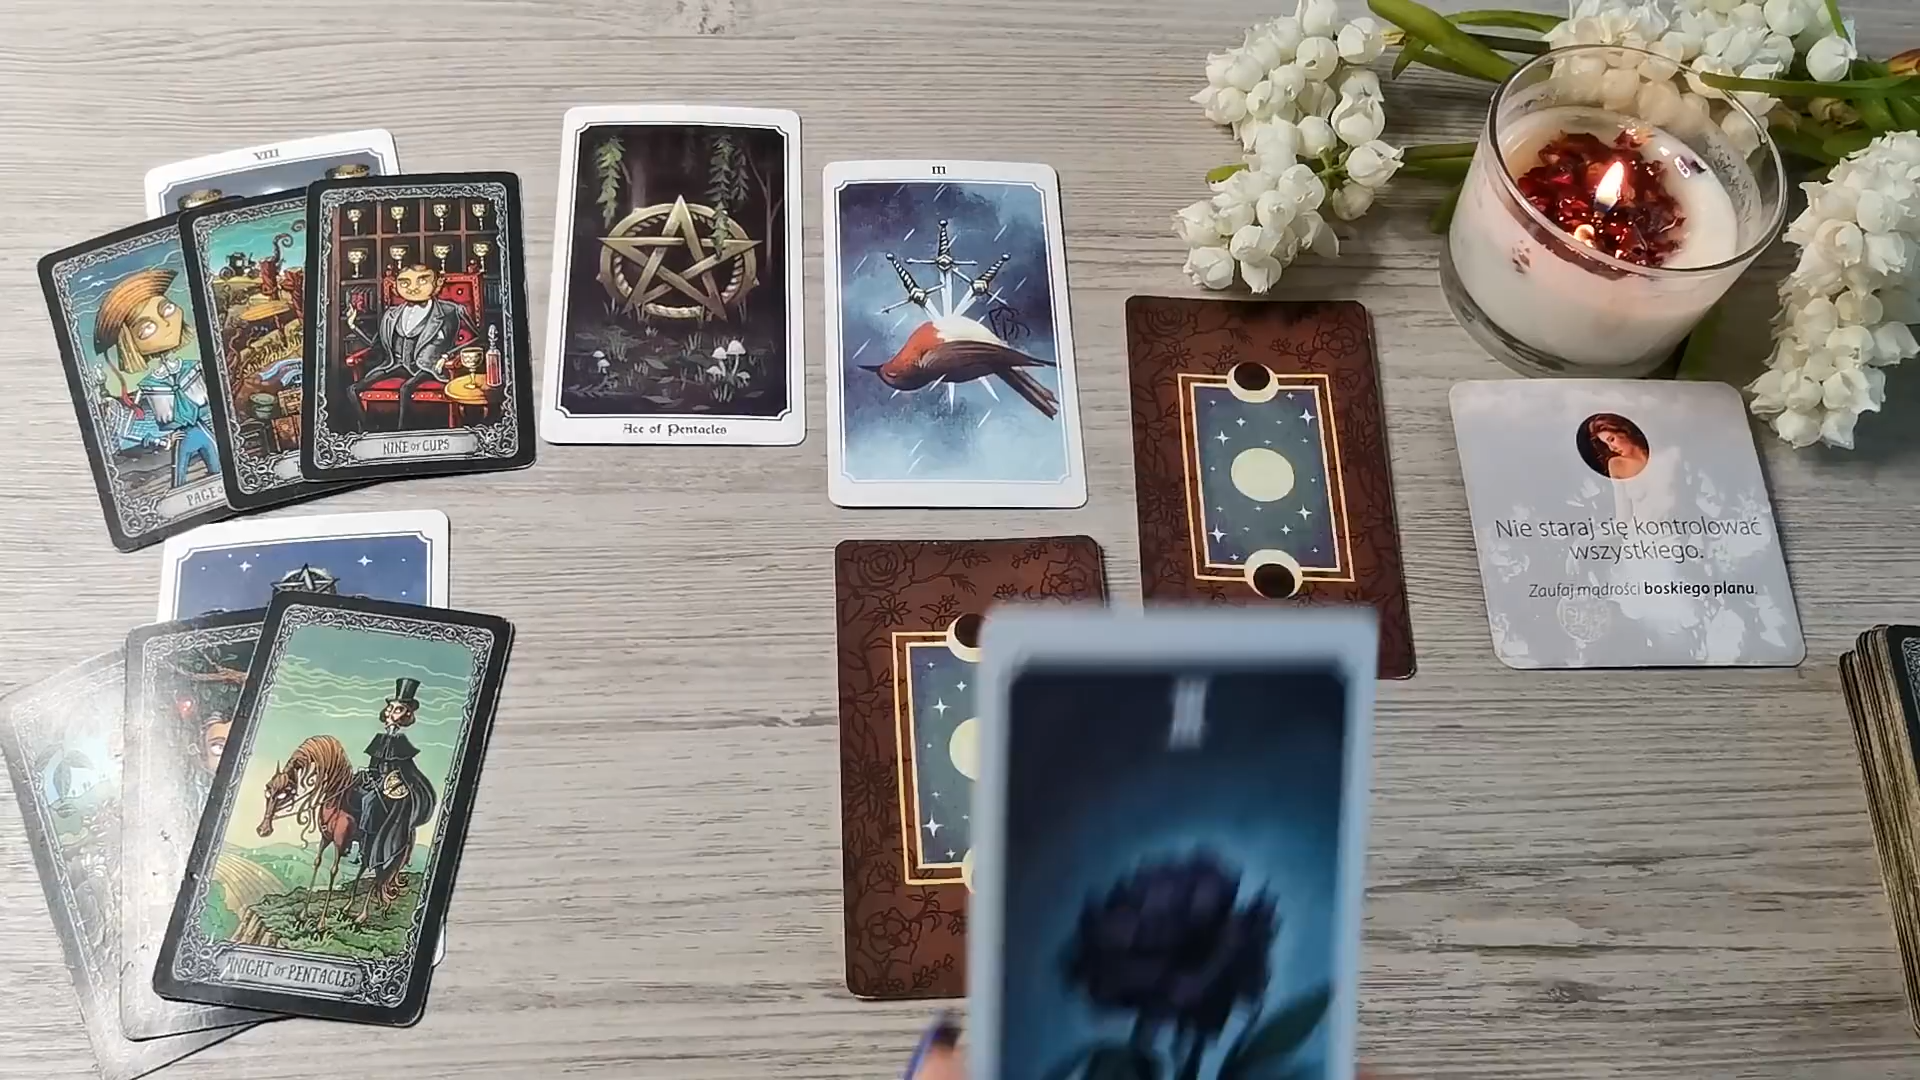 VIII
III
PAGE
NINE OF CUPS
Ace of Pentacles
Nie staraj się kontrolować
wszystkiego.
Zaufaj mądrości boskiego planu.
KNIGHT OF PENTACLES